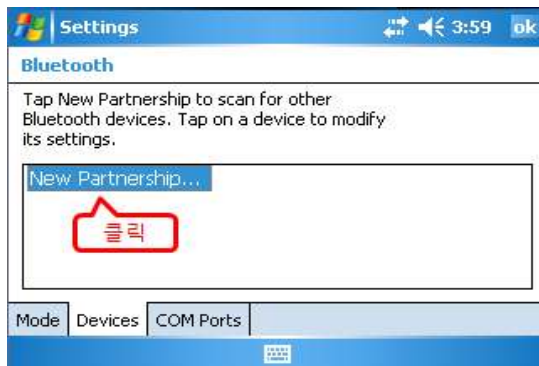 Settings 3:59 ok
Bluetooth
Tap New Partnership to scan for other
Bluetooth devices. Tap on a device to modify
its settings.
New Partnership...
클릭
Mode Devices COM Ports